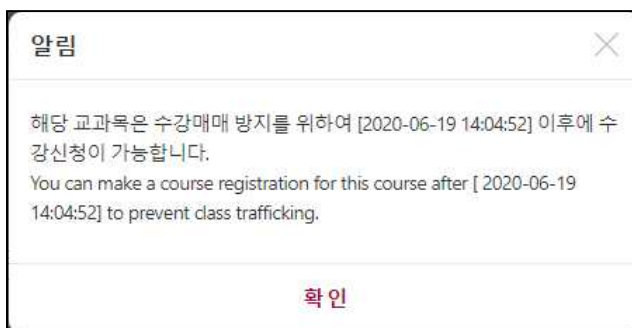 알림
해당 교과목은 수강매매 방지를 위하여 [2020-06-19 14:04:52] 이후에 수
강신청이 가능합니다.
You can make a course registration for this course after [ 2020-06-19
14:04:52] to prevent class trafficking.
확인